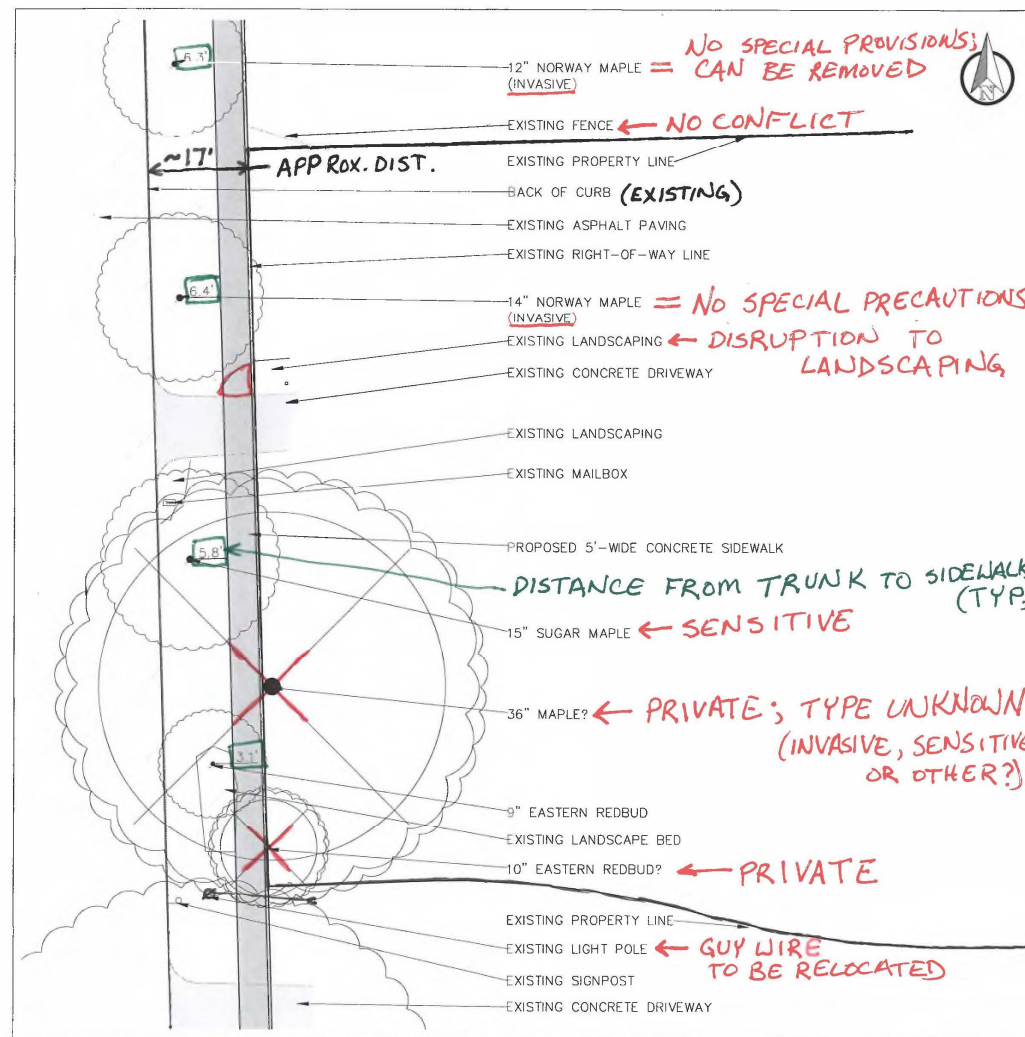 6.3'
12" NORWAY MAPLE = NO SPECIAL PROVISIONS;
(INVASIVE) CAN BE REMOVED
N
EXISTING FENCE ← NO CONFLICT
~17' APPROX. DIST.
EXISTING PROPERTY LINE
BACK OF CURB (EXISTING)
EXISTING ASPHALT PAVING
EXISTING RIGHT-OF-WAY LINE
6.4'
14" NORWAY MAPLE = NO SPECIAL PRECAUTIONS
(INVASIVE)
EXISTING LANDSCAPING ← DISRUPTION TO
LANDSCAPING
EXISTING CONCRETE DRIVEWAY
EXISTING LANDSCAPING
EXISTING MAILBOX
PROPOSED 5'-WIDE CONCRETE SIDEWALK
5.8'
DISTANCE FROM TRUNK TO SIDEWALK
(TYP.
15" SUGAR MAPLE ← SENSITIVE
36" MAPLE? ← PRIVATE; TYPE UNKNOWN
(INVASIVE, SENSITIVE
OR OTHER?)
9" EASTERN REDBUD
EXISTING LANDSCAPE BED
10" EASTERN REDBUD? ← PRIVATE
EXISTING PROPERTY LINE
EXISTING LIGHT POLE ← GUY WIRE
TO BE RELOCATED
EXISTING SIGNPOST
EXISTING CONCRETE DRIVEWAY